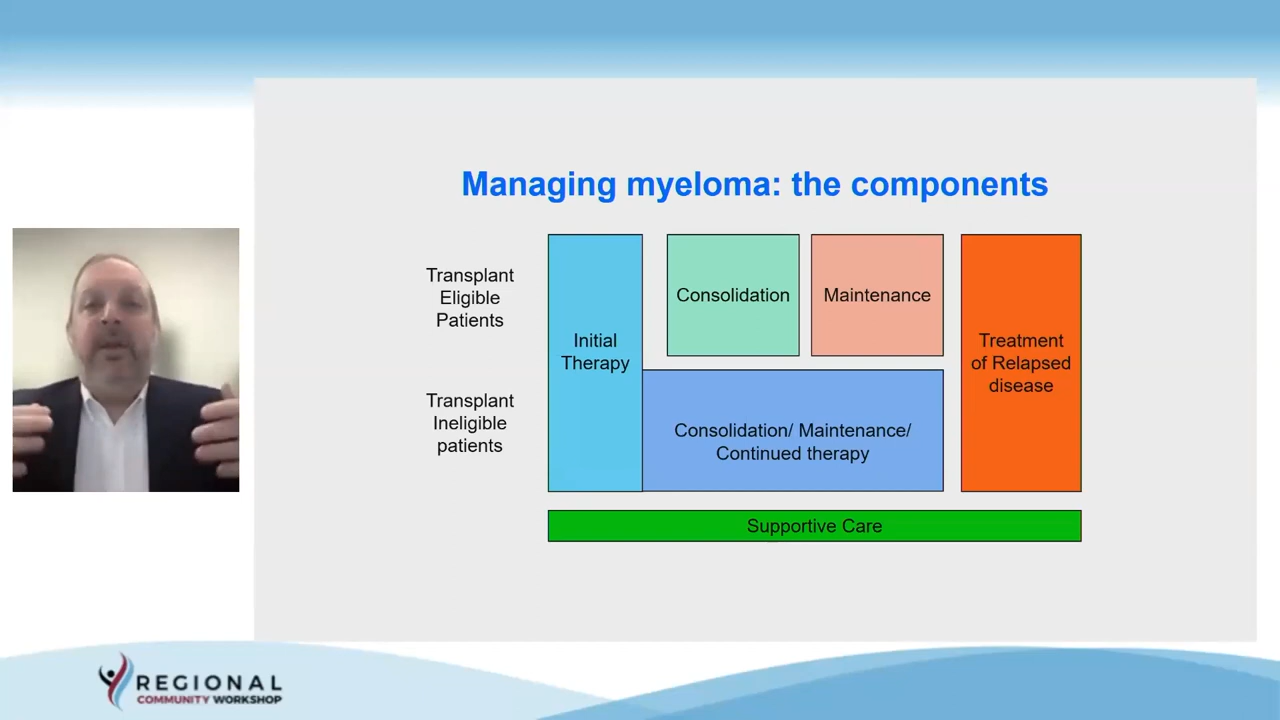 Managing myeloma: the components
Transplant
Eligible
Patients
Initial
Therapy
Consolidation
Maintenance
Treatment
of Relapsed
disease
Transplant
Ineligible
patients
Consolidation/ Maintenance/
Continued therapy
Supportive Care
REGIONAL
COMMUNITY WORKSHOP